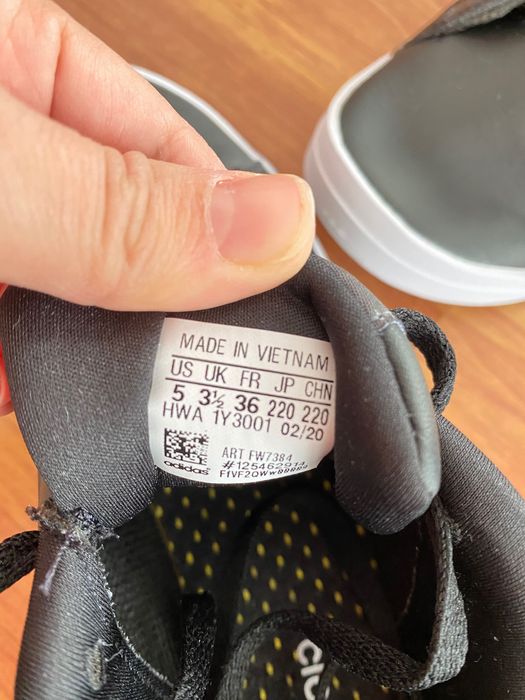 MADE IN VIETNAM
US UK FR JP CHN
5 3½ 36 220 220
HWA 1Y3001 02/20
adidas
ART FW7384